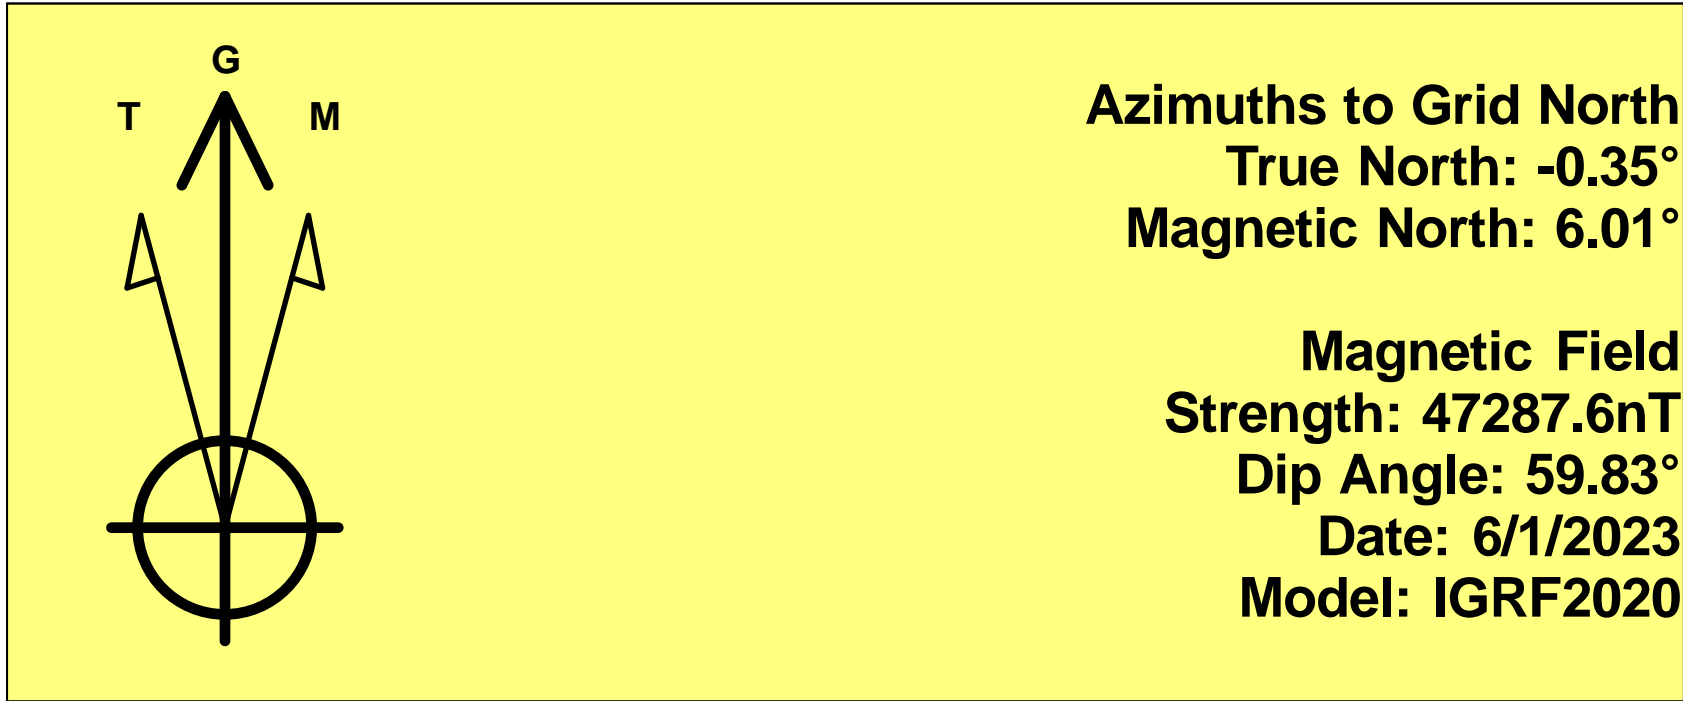 G
T M
Azimuths to Grid North
True North: -0.35°
Magnetic North: 6.01°
Magnetic Field
Strength: 47287.6nT
Dip Angle: 59.83°
Date: 6/1/2023
Model: IGRF2020